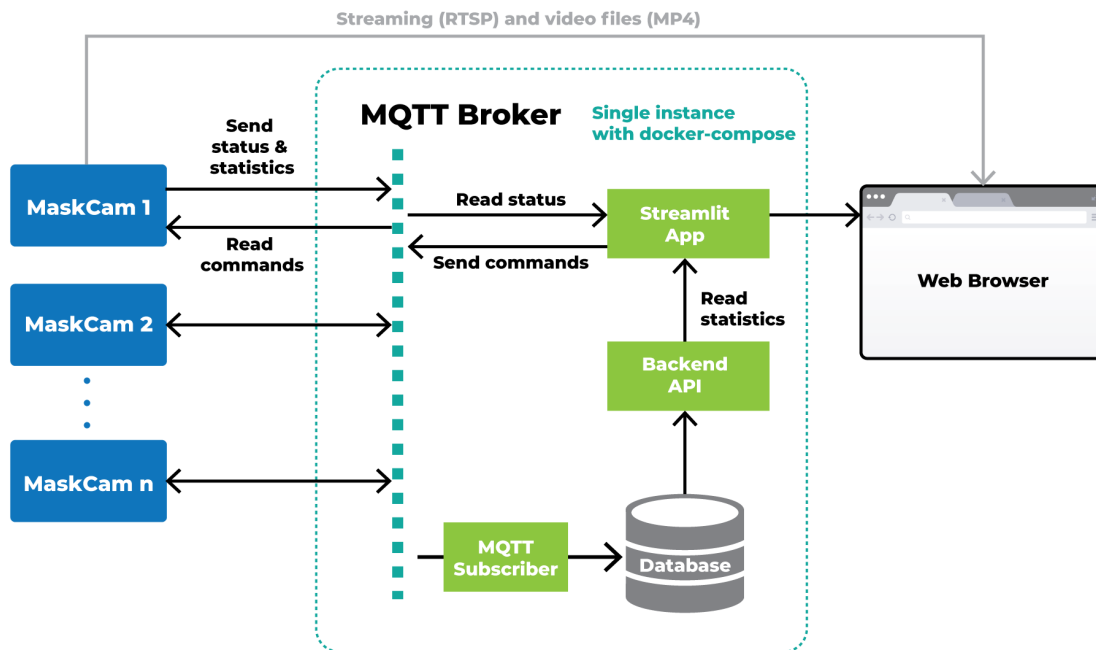 Streaming (RTSP) and video files (MP4)
MQTT Broker
Single instance
with docker-compose
Send
status &
statistics
MaskCam 1
Read status
Streamlit
App
Read
commands
Send commands
Web Browser
MaskCam 2
Read
statistics
Backend
API
MaskCam n
MQTT
Subscriber
Database